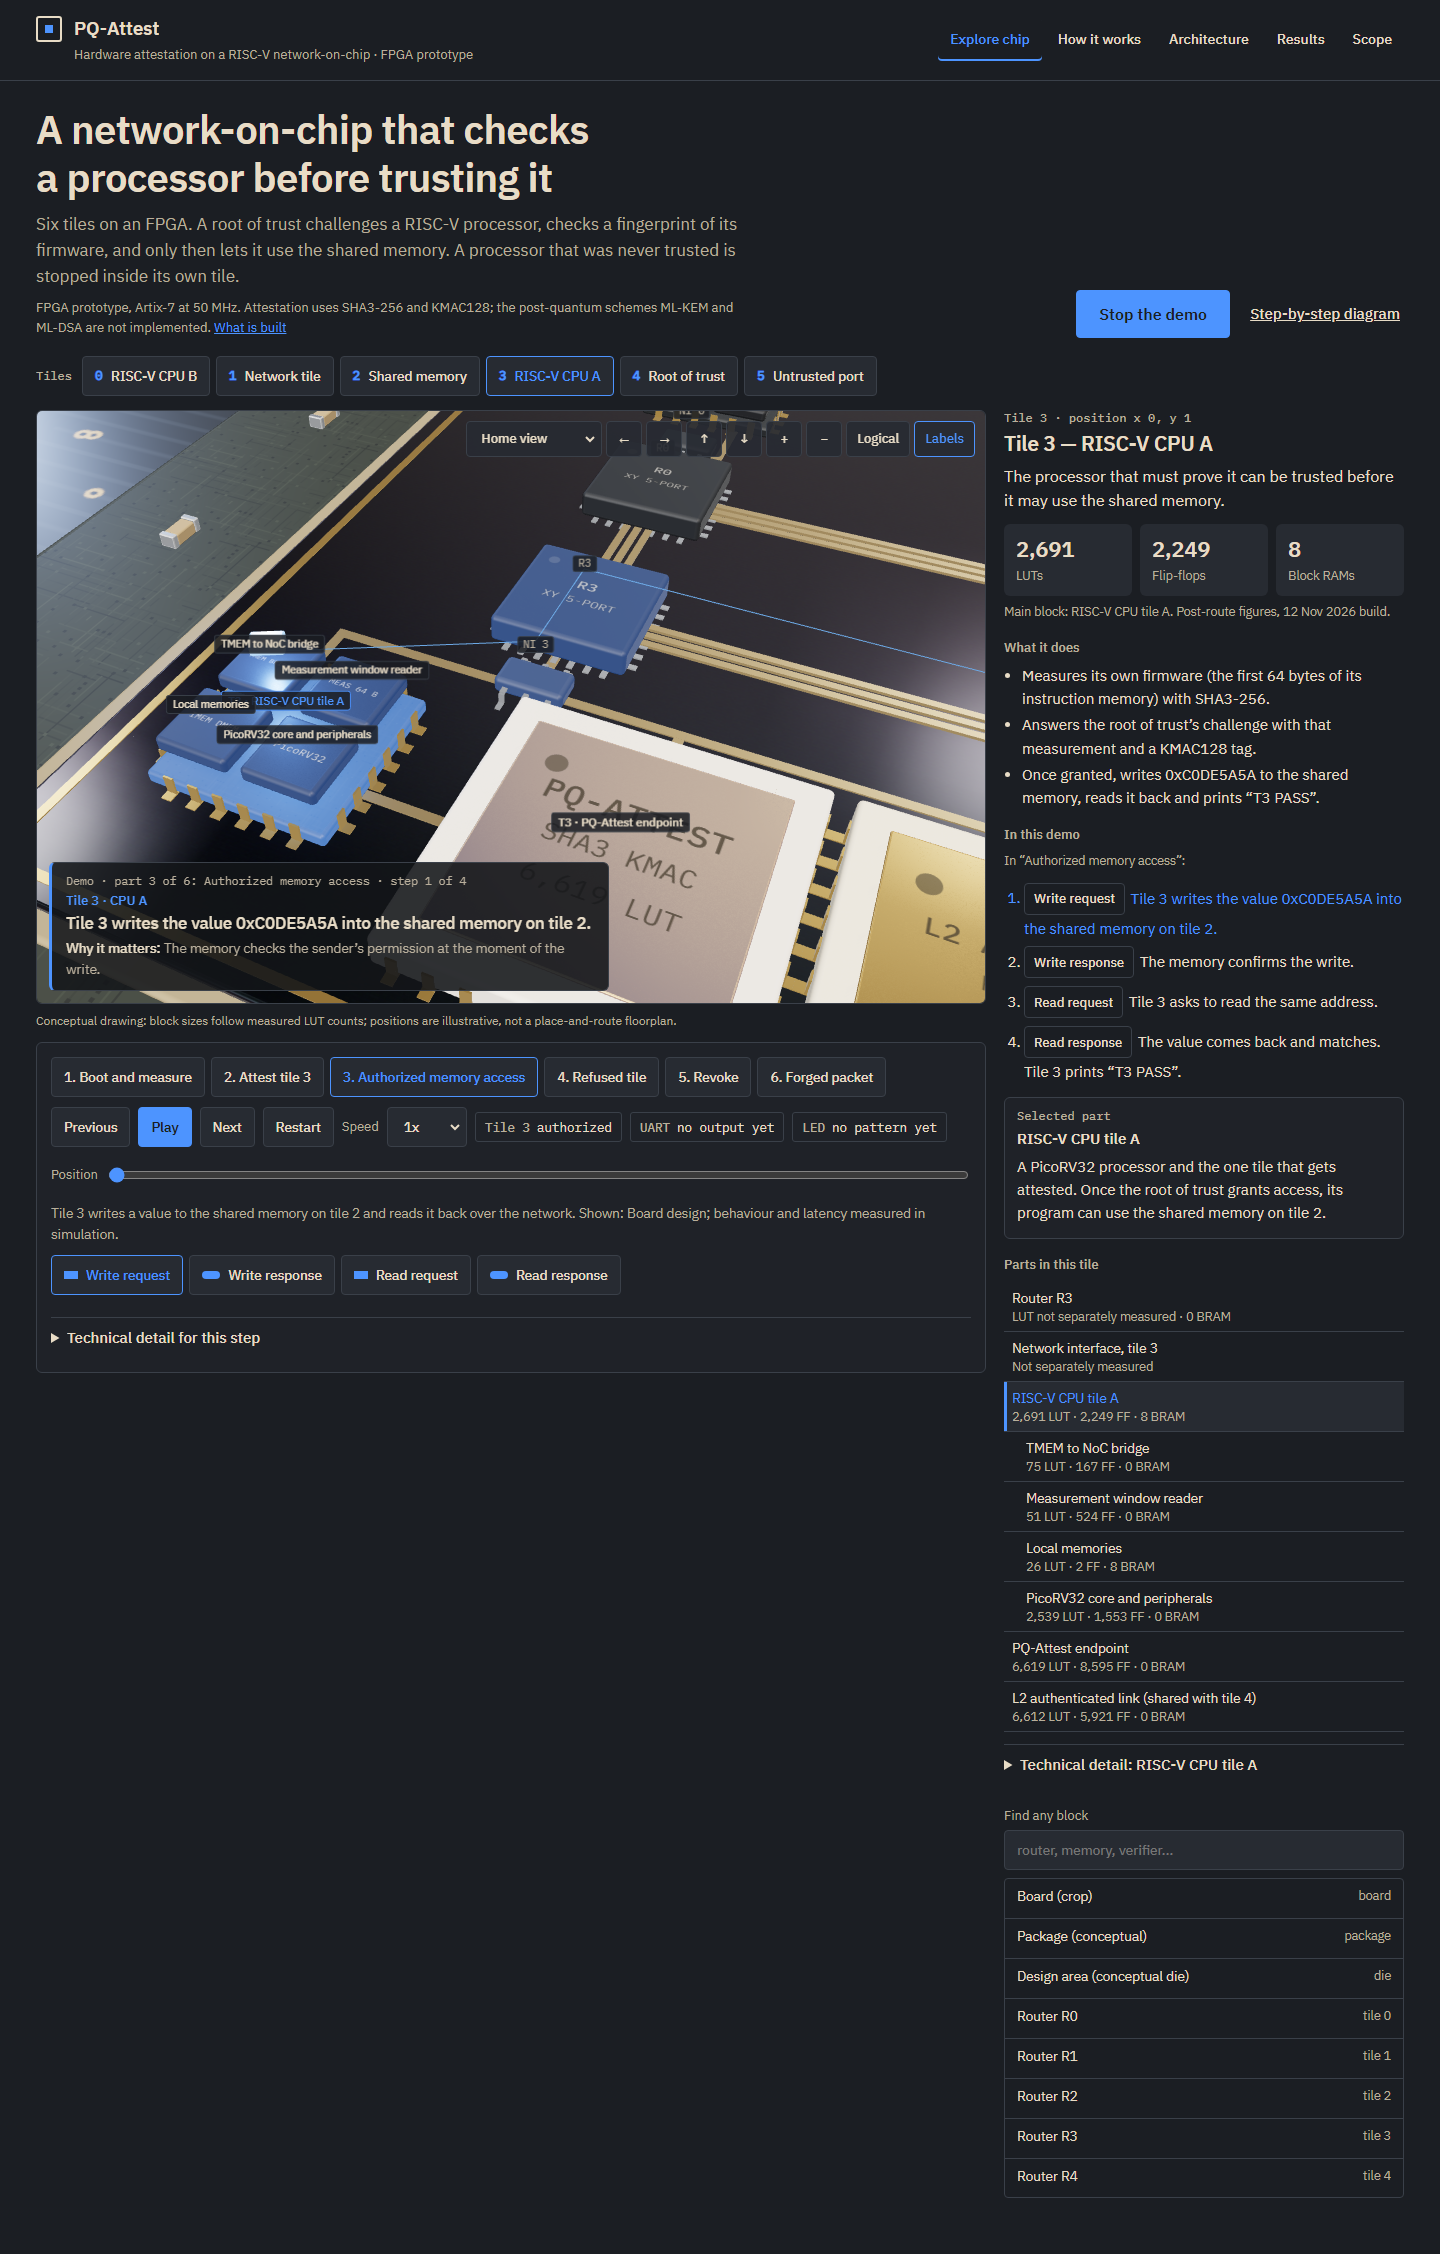 PQ-Attest
Hardware attestation on a RISC-V network-on-chip · FPGA prototype
Explore chip
How it works
Architecture
Results
Scope
A network-on-chip that checks
a processor before trusting it
Six tiles on an FPGA. A root of trust challenges a RISC-V processor, checks a fingerprint of its
firmware, and only then lets it use the shared memory. A processor that was never trusted is
stopped inside its own tile.
FPGA prototype, Artix-7 at 50 MHz. Attestation uses SHA3-256 and KMAC128; the post-quantum schemes ML-KEM and
ML-DSA are not implemented. What is built
Stop the demo
Step-by-step diagram
Tiles
0 RISC-V CPU B
1 Network tile
2 Shared memory
3 RISC-V CPU A
4 Root of trust
5 Untrusted port
Home view
←
→
↑
↓
+
−
Logical
Labels
R0
XY 5-PORT
R3
R3
XY 5-PORT
NI 3
TMEM to NoC bridge
Measurement window reader
MEAS 64 B
Local memories
RISC-V CPU tile A
PicoRV32 core and peripherals
PicoRV32
PQ-ATTEST
T3 · PQ-Attest endpoint
SHA3 KMAC
6,619 LUT
L2
Demo · part 3 of 6: Authorized memory access · step 1 of 4
Tile 3 · CPU A
Tile 3 writes the value 0xC0DE5A5A into the shared memory on tile 2.
Why it matters: The memory checks the sender’s permission at the moment of the
write.
Conceptual drawing: block sizes follow measured LUT counts; positions are illustrative, not a place-and-route floorplan.
1. Boot and measure
2. Attest tile 3
3. Authorized memory access
4. Refused tile
5. Revoke
6. Forged packet
Previous
Play
Next
Restart
Speed
1x
Tile 3 authorized
UART no output yet
LED no pattern yet
Position
Tile 3 writes a value to the shared memory on tile 2 and reads it back over the network. Shown: Board design; behaviour and latency measured in
simulation.
Write request
Write response
Read request
Read response
Technical detail for this step
Tile 3 · position x 0, y 1
Tile 3 — RISC-V CPU A
The processor that must prove it can be trusted before
it may use the shared memory.
2,691
LUTs
2,249
Flip-flops
8
Block RAMs
Main block: RISC-V CPU tile A. Post-route figures, 12 Nov 2026 build.
What it does
• Measures its own firmware (the first 64 bytes of its
instruction memory) with SHA3-256.
• Answers the root of trust’s challenge with that
measurement and a KMAC128 tag.
• Once granted, writes 0xC0DE5A5A to the shared
memory, reads it back and prints “T3 PASS”.
In this demo
In “Authorized memory access”:
1. Write request Tile 3 writes the value 0xC0DE5A5A into
the shared memory on tile 2.
2. Write response The memory confirms the write.
3. Read request Tile 3 asks to read the same address.
4. Read response The value comes back and matches.
Tile 3 prints “T3 PASS”.
Selected part
RISC-V CPU tile A
A PicoRV32 processor and the one tile that gets
attested. Once the root of trust grants access, its
program can use the shared memory on tile 2.
Parts in this tile
Router R3
LUT not separately measured · 0 BRAM
Network interface, tile 3
Not separately measured
RISC-V CPU tile A
2,691 LUT · 2,249 FF · 8 BRAM
TMEM to NoC bridge
75 LUT · 167 FF · 0 BRAM
Measurement window reader
51 LUT · 524 FF · 0 BRAM
Local memories
26 LUT · 2 FF · 8 BRAM
PicoRV32 core and peripherals
2,539 LUT · 1,553 FF · 0 BRAM
PQ-Attest endpoint
6,619 LUT · 8,595 FF · 0 BRAM
L2 authenticated link (shared with tile 4)
6,612 LUT · 5,921 FF · 0 BRAM
Technical detail: RISC-V CPU tile A
Find any block
router, memory, verifier...
Board (crop) board
Package (conceptual) package
Design area (conceptual die) die
Router R0 tile 0
Router R1 tile 1
Router R2 tile 2
Router R3 tile 3
Router R4 tile 4